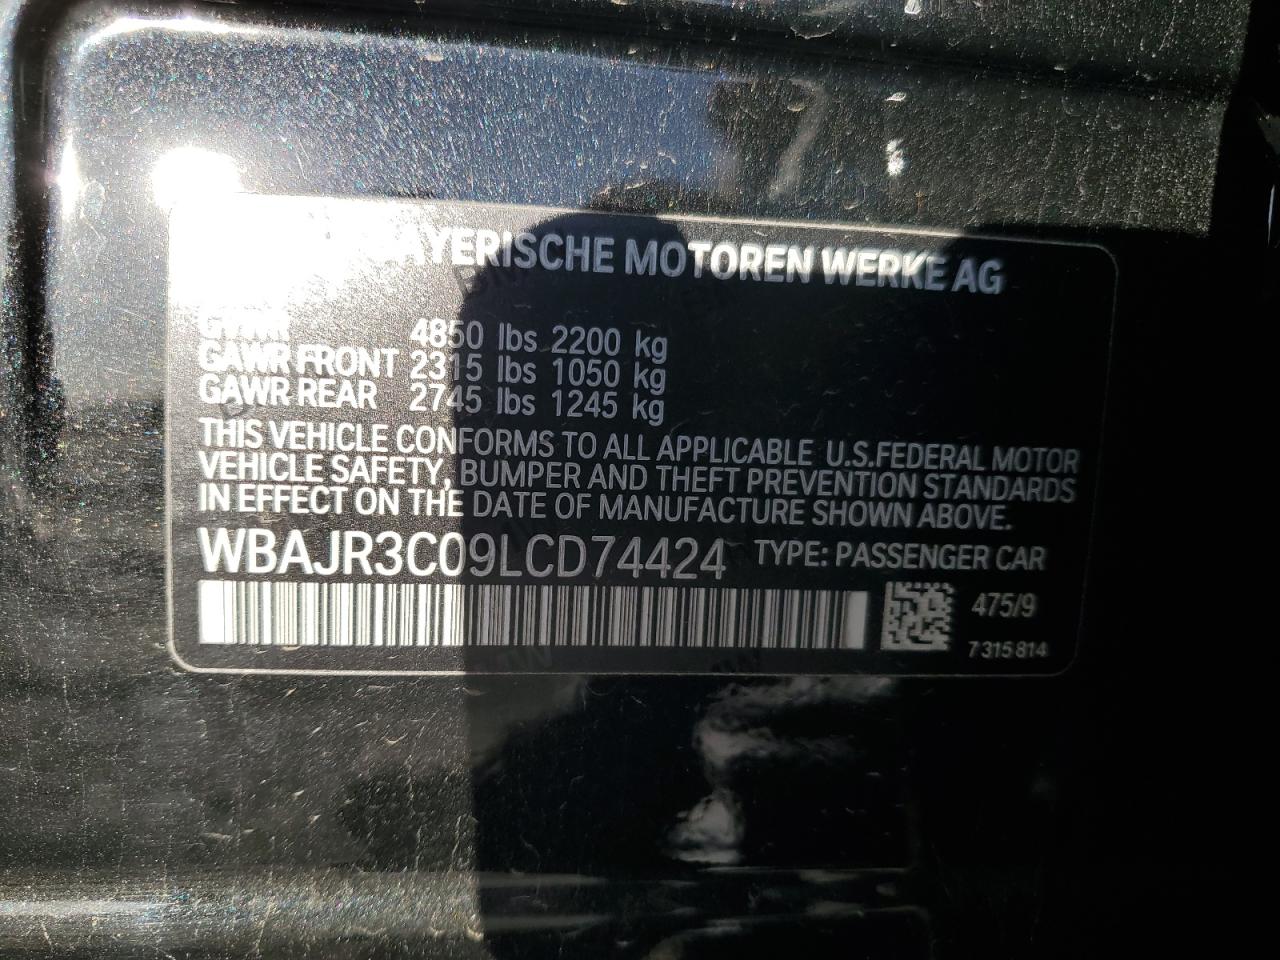 BAYERISCHE MOTOREN WERKE AG
GVWR 4850 lbs 2200 kg
GAWR FRONT 2315 lbs 1050 kg
GAWR REAR 2745 lbs 1245 kg
THIS VEHICLE CONFORMS TO ALL APPLICABLE U.S.FEDERAL MOTOR
VEHICLE SAFETY, BUMPER AND THEFT PREVENTION STANDARDS
IN EFFECT ON THE DATE OF MANUFACTURE SHOWN ABOVE.
WBAJR3C09LCD74424 TYPE: PASSENGER CAR
475/9
7 315 814